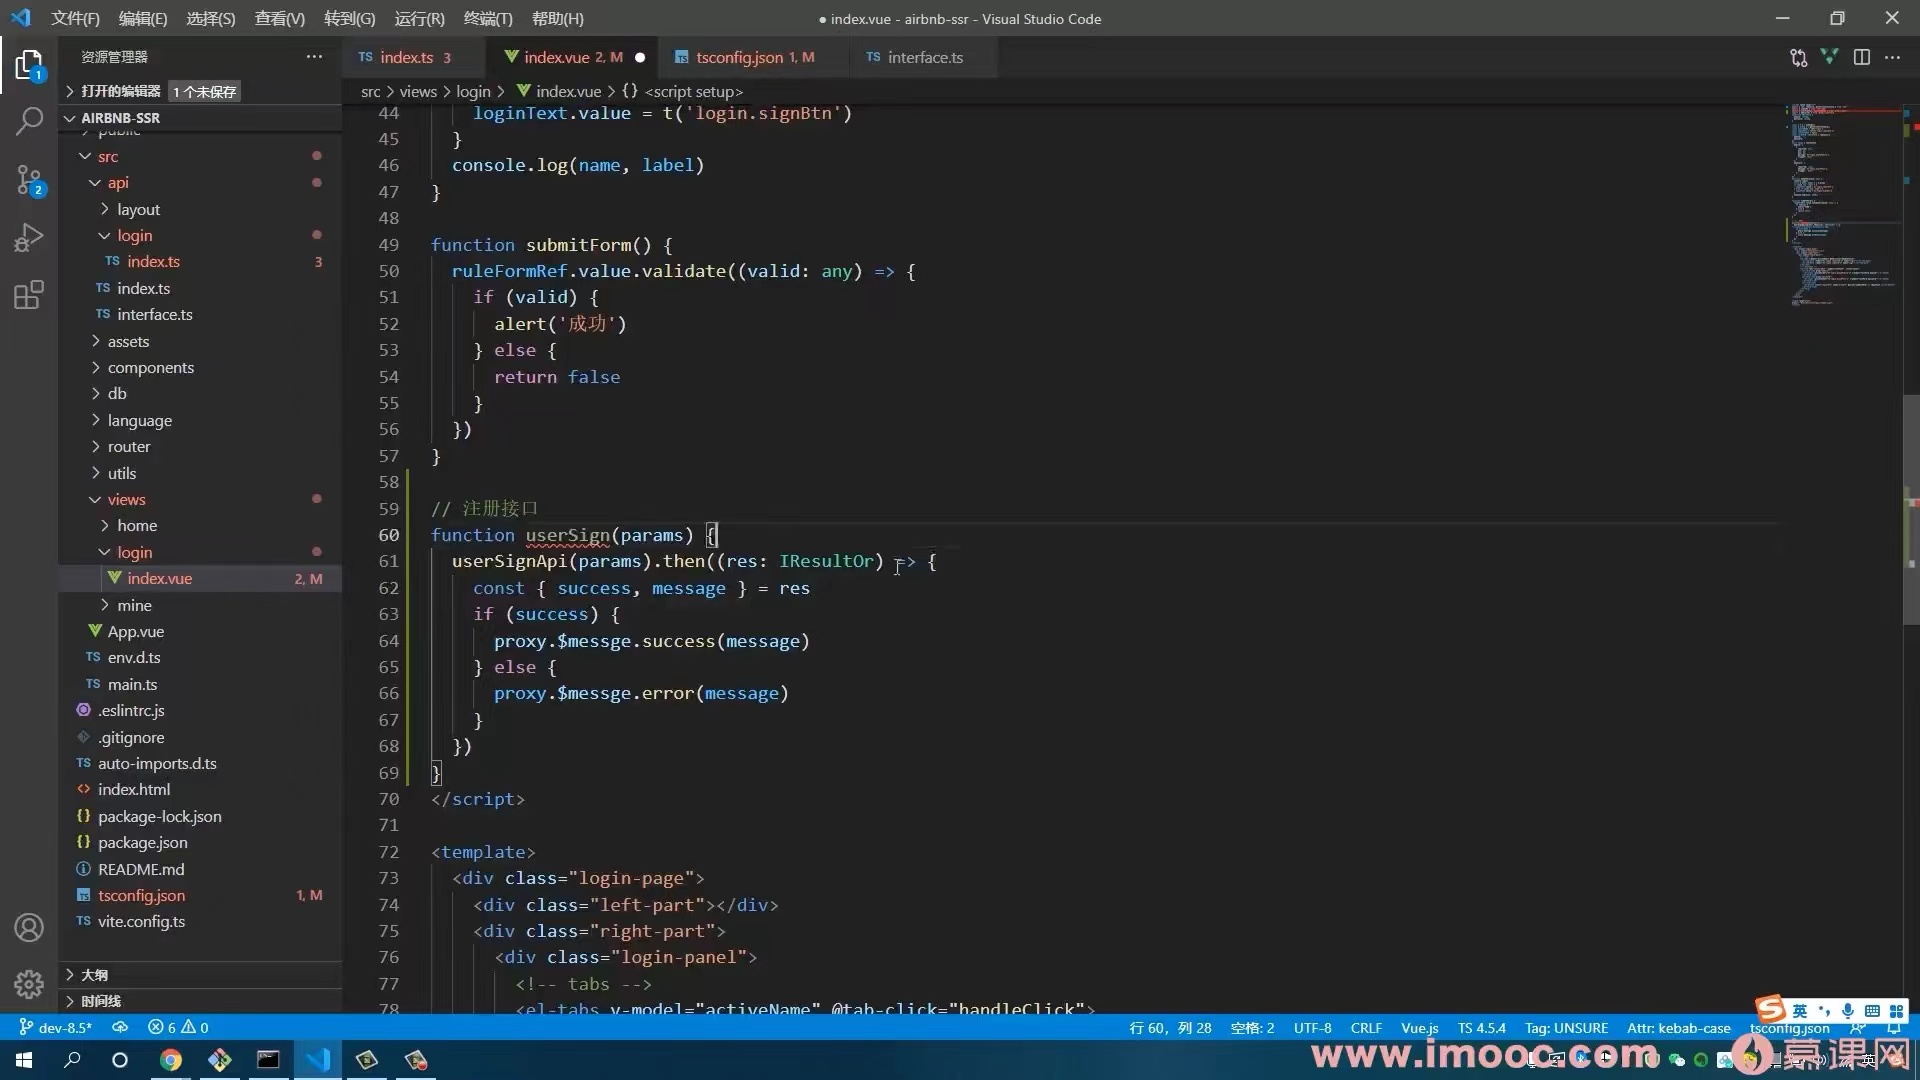 文件(F) 编辑(E) 选择(S) 查看(V) 转到(G) 运行(R) 终端(T) 帮助(H)
● index.vue - airbnb-ssr - Visual Studio Code
资源管理器
TS index.ts 3
index.vue 2, M
tsconfig.json 1, M
TS interface.ts
打开的编辑器 1 个未保存
src > views > login > index.vue > {} <script setup>
AIRBNB-SSR
public
src
api
layout
login
TS index.ts 3
TS index.ts
TS interface.ts
assets
components
db
language
router
utils
views
home
login
index.vue 2, M
mine
App.vue
TS env.d.ts
TS main.ts
.eslintrc.js
.gitignore
TS auto-imports.d.ts
<> index.html
{} package-lock.json
{} package.json
README.md
tsconfig.json 1, M
TS vite.config.ts
大纲
时间线
1
2
44 loginText.value = t('login.signBtn')
45 }
46 console.log(name, label)
47 }
48
49 function submitForm() {
50 ruleFormRef.value.validate((valid: any) => {
51 if (valid) {
52 alert('成功')
53 } else {
54 return false
55 }
56 })
57 }
58
59 // 注册接口
60 function userSign(params) {
61 userSignApi(params).then((res: IResultOr) => {
62 const { success, message } = res
63 if (success) {
64 proxy.$messge.success(message)
65 } else {
66 proxy.$messge.error(message)
67 }
68 })
69 }
70 </script>
71
72 <template>
73 <div class="login-page">
74 <div class="left-part"></div>
75 <div class="right-part">
76 <div class="login-panel">
77 <!-- tabs -->
78 <el-tabs v-model="activeName" @tab-click="handleClick">
英
dev-8.5* 6 0
行 60，列 28 空格: 2 UTF-8 CRLF Vue.js TS 4.5.4 Tag: UNSURE Attr: kebab-case tsconfig.json
www.imooc.com 慕课网